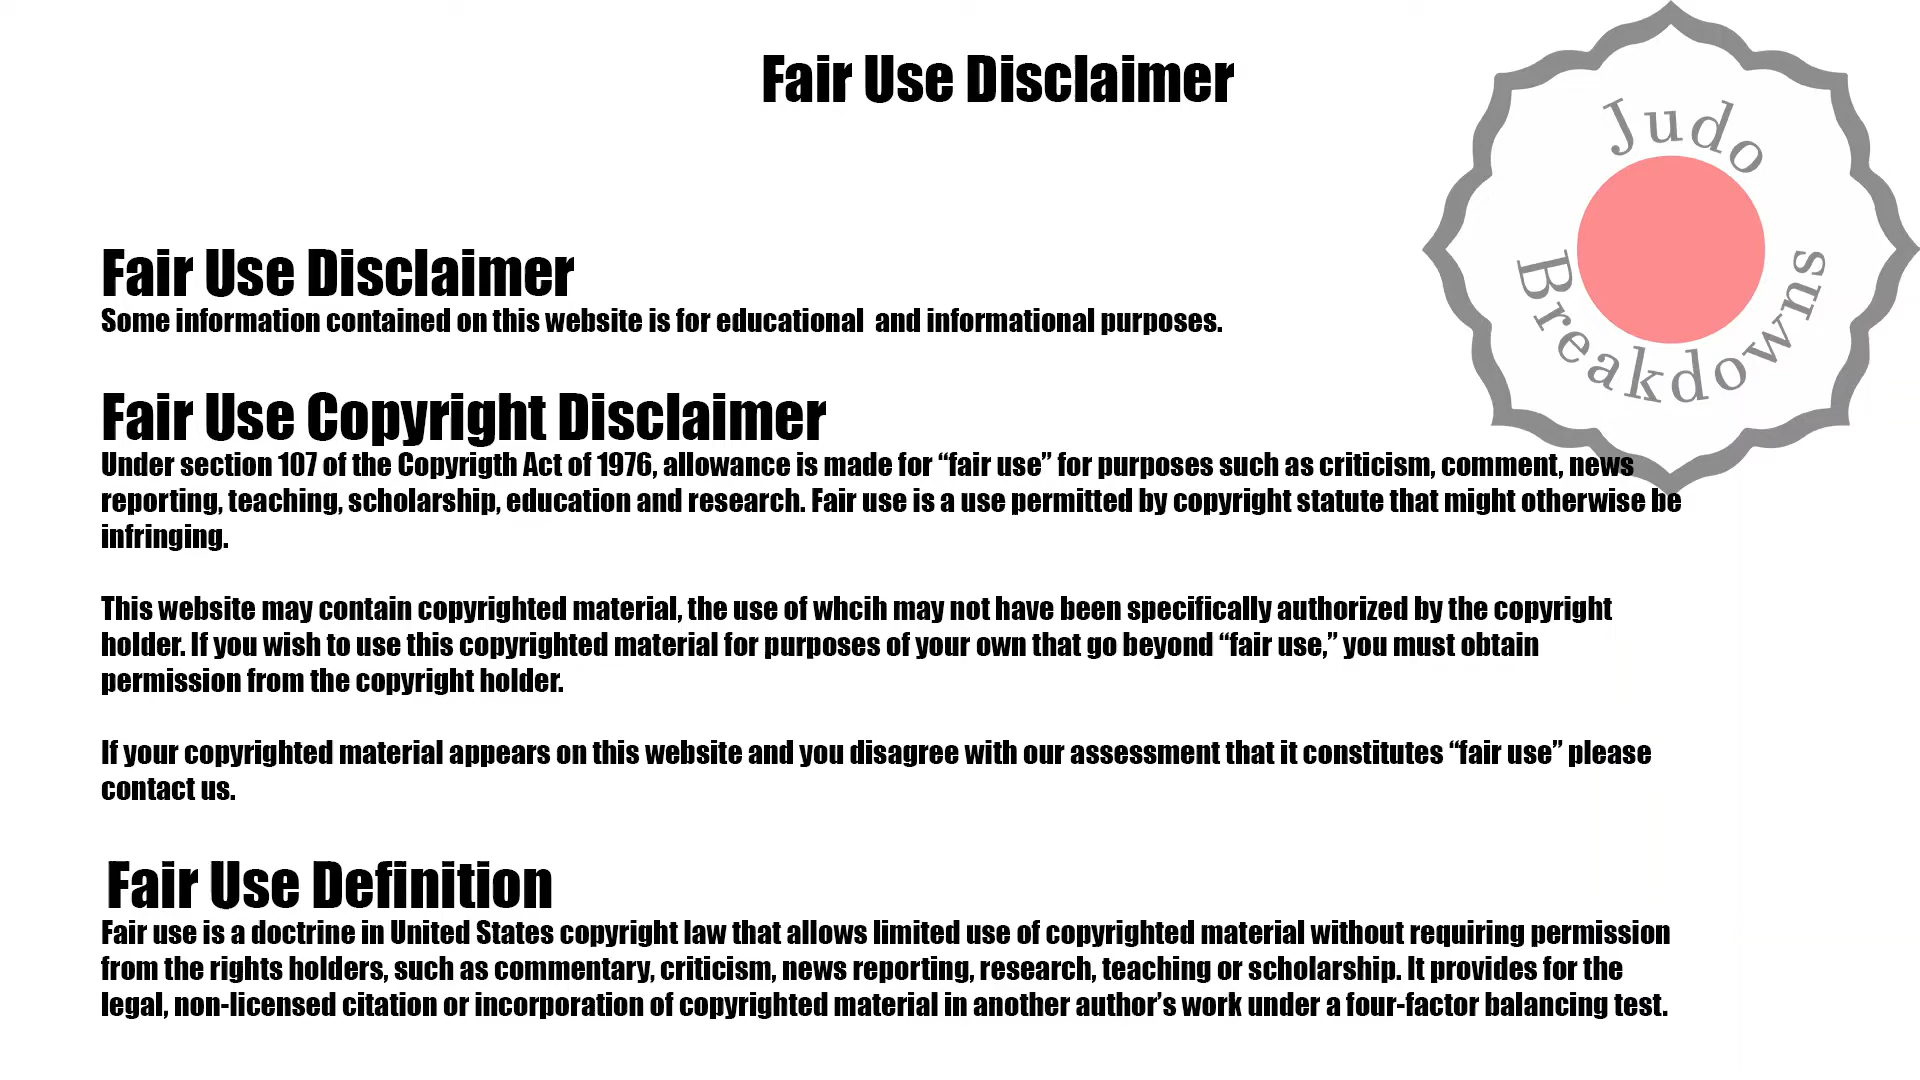 Fair Use Disclaimer
Judo
Breakdowns
Fair Use Disclaimer
Some information contained on this website is for educational  and informational purposes.
Fair Use Copyright Disclaimer
Under section 107 of the Copyrigth Act of 1976, allowance is made for “fair use” for purposes such as criticism, comment, news
reporting, teaching, scholarship, education and research. Fair use is a use permitted by copyright statute that might otherwise be
infringing.
This website may contain copyrighted material, the use of whcih may not have been specifically authorized by the copyright
holder. If you wish to use this copyrighted material for purposes of your own that go beyond “fair use,” you must obtain
permission from the copyright holder.
If your copyrighted material appears on this website and you disagree with our assessment that it constitutes “fair use” please
contact us.
Fair Use Definition
Fair use is a doctrine in United States copyright law that allows limited use of copyrighted material without requiring permission
from the rights holders, such as commentary, criticism, news reporting, research, teaching or scholarship. It provides for the
legal, non-licensed citation or incorporation of copyrighted material in another author’s work under a four-factor balancing test.